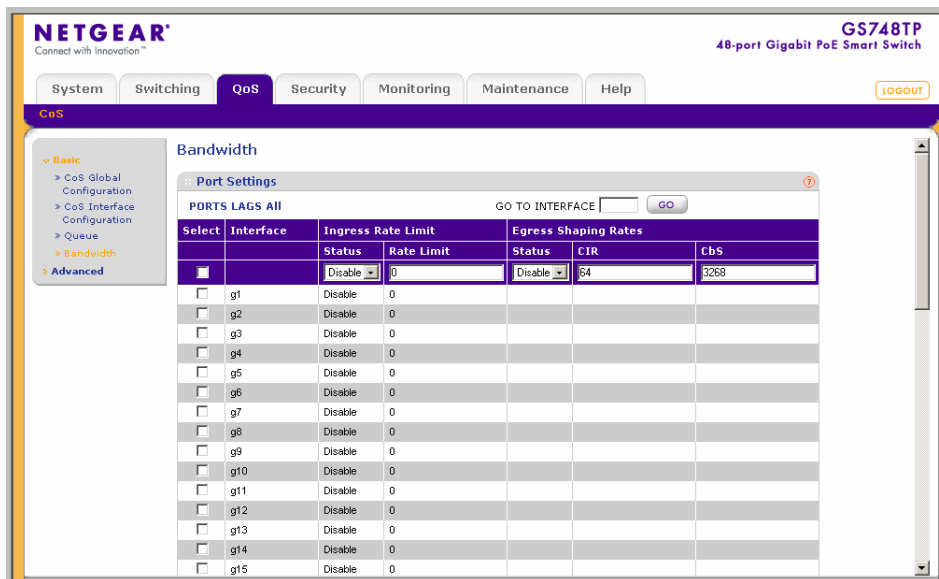 NETGEAR®
Connect with Innovation™
GS748TP
48-port Gigabit PoE Smart Switch
System Switching QoS Security Monitoring Maintenance Help LOGOUT
CoS
Basic
» CoS Global
Configuration
» CoS Interface
Configuration
» Queue
» Bandwidth
Advanced
Bandwidth
Port Settings ?
PORTS LAGS All GO TO INTERFACE GO
Select Interface Ingress Rate Limit Egress Shaping Rates
Status Rate Limit Status CIR CbS
Disable 0 Disable 64 3268
g1 Disable 0
g2 Disable 0
g3 Disable 0
g4 Disable 0
g5 Disable 0
g6 Disable 0
g7 Disable 0
g8 Disable 0
g9 Disable 0
g10 Disable 0
g11 Disable 0
g12 Disable 0
g13 Disable 0
g14 Disable 0
g15 Disable 0